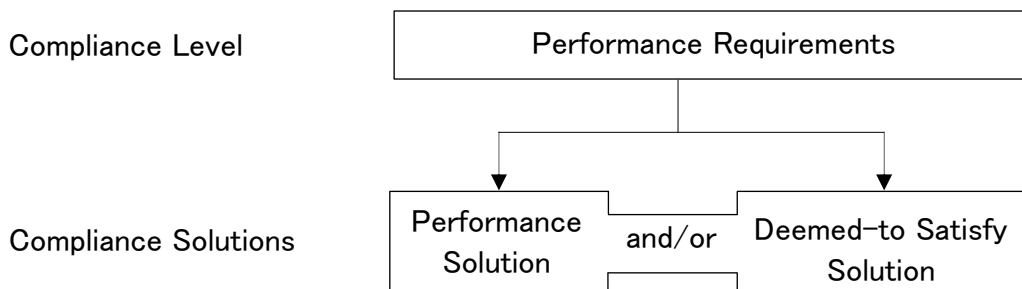 Compliance Level
Performance Requirements
Compliance Solutions
Performance
Solution
and/or
Deemed-to Satisfy
Solution